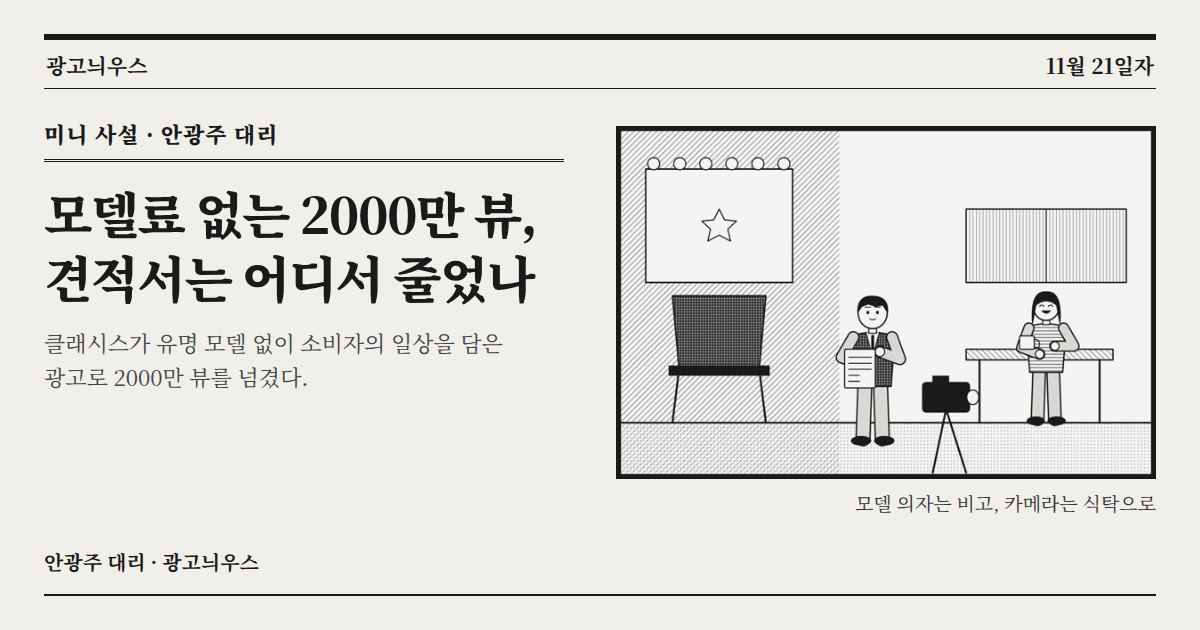 광고늬우스
11월 21일자
미니 사설 · 안광주 대리
모델료 없는 2000만 뷰,
견적서는 어디서 줄었나
클래시스가 유명 모델 없이 소비자의 일상을 담은
광고로 2000만 뷰를 넘겼다.
모델 의자는 비고, 카메라는 식탁으로
안광주 대리 · 광고늬우스